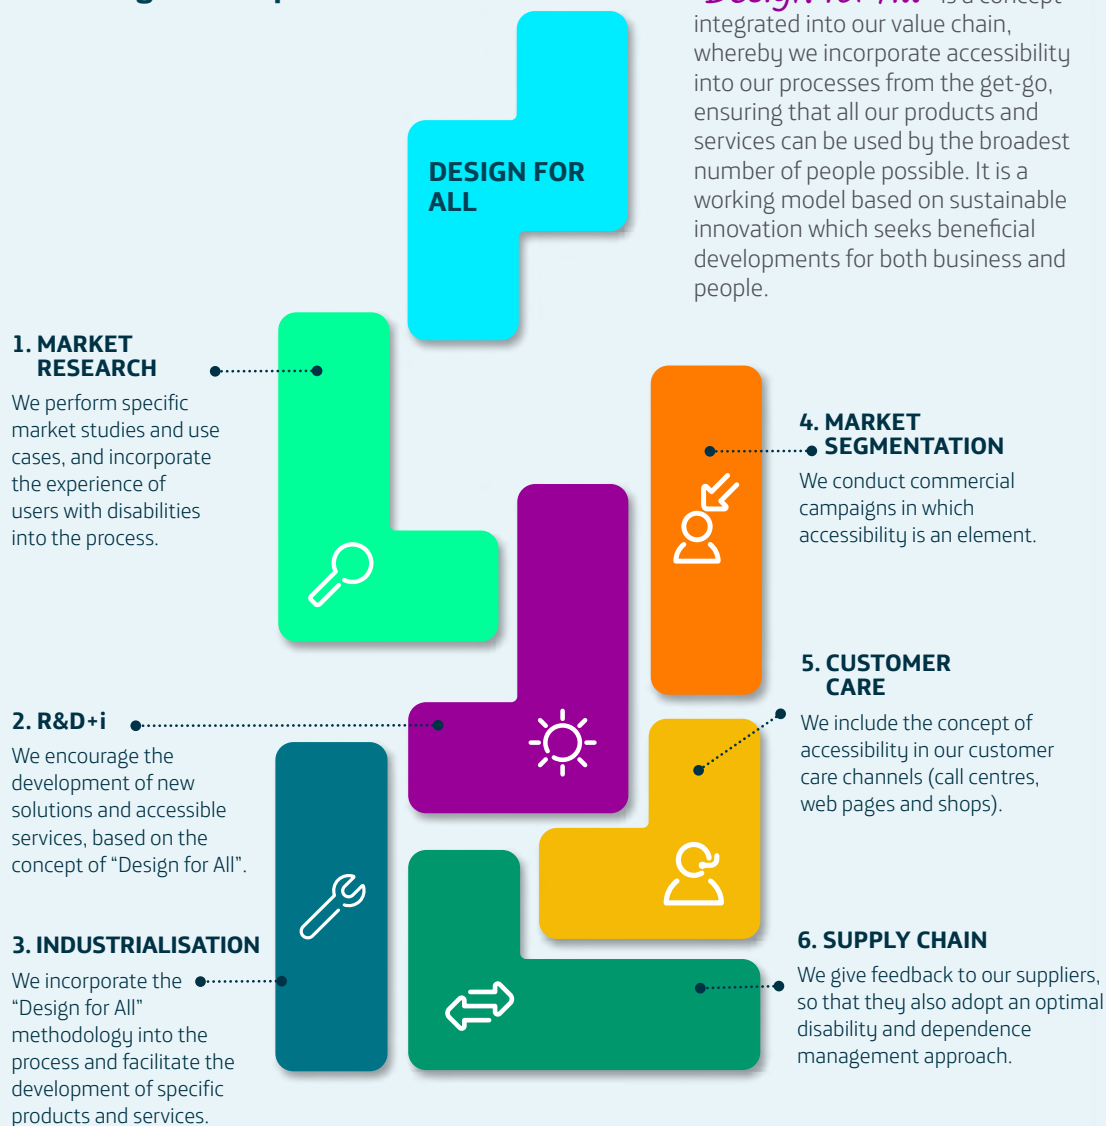 is a concept
integrated into our value chain,
whereby we incorporate accessibility
into our processes from the get-go,
ensuring that all our products and
services can be used by the broadest
number of people possible. It is a
working model based on sustainable
innovation which seeks beneficial
developments for both business and
people.
DESIGN FOR
ALL
1. MARKET
RESEARCH
We perform specific
market studies and use
cases, and incorporate
the experience of
users with disabilities
into the process.
2. R&D+i
We encourage the
development of new
solutions and accessible
services, based on the
concept of “Design for All”.
3. INDUSTRIALISATION
We incorporate the
“Design for All”
methodology into the
process and facilitate the
development of specific
products and services.
4. MARKET
SEGMENTATION
We conduct commercial
campaigns in which
accessibility is an element.
5. CUSTOMER
CARE
We include the concept of
accessibility in our customer
care channels (call centres,
web pages and shops).
6. SUPPLY CHAIN
We give feedback to our suppliers,
so that they also adopt an optimal
disability and dependence
management approach.